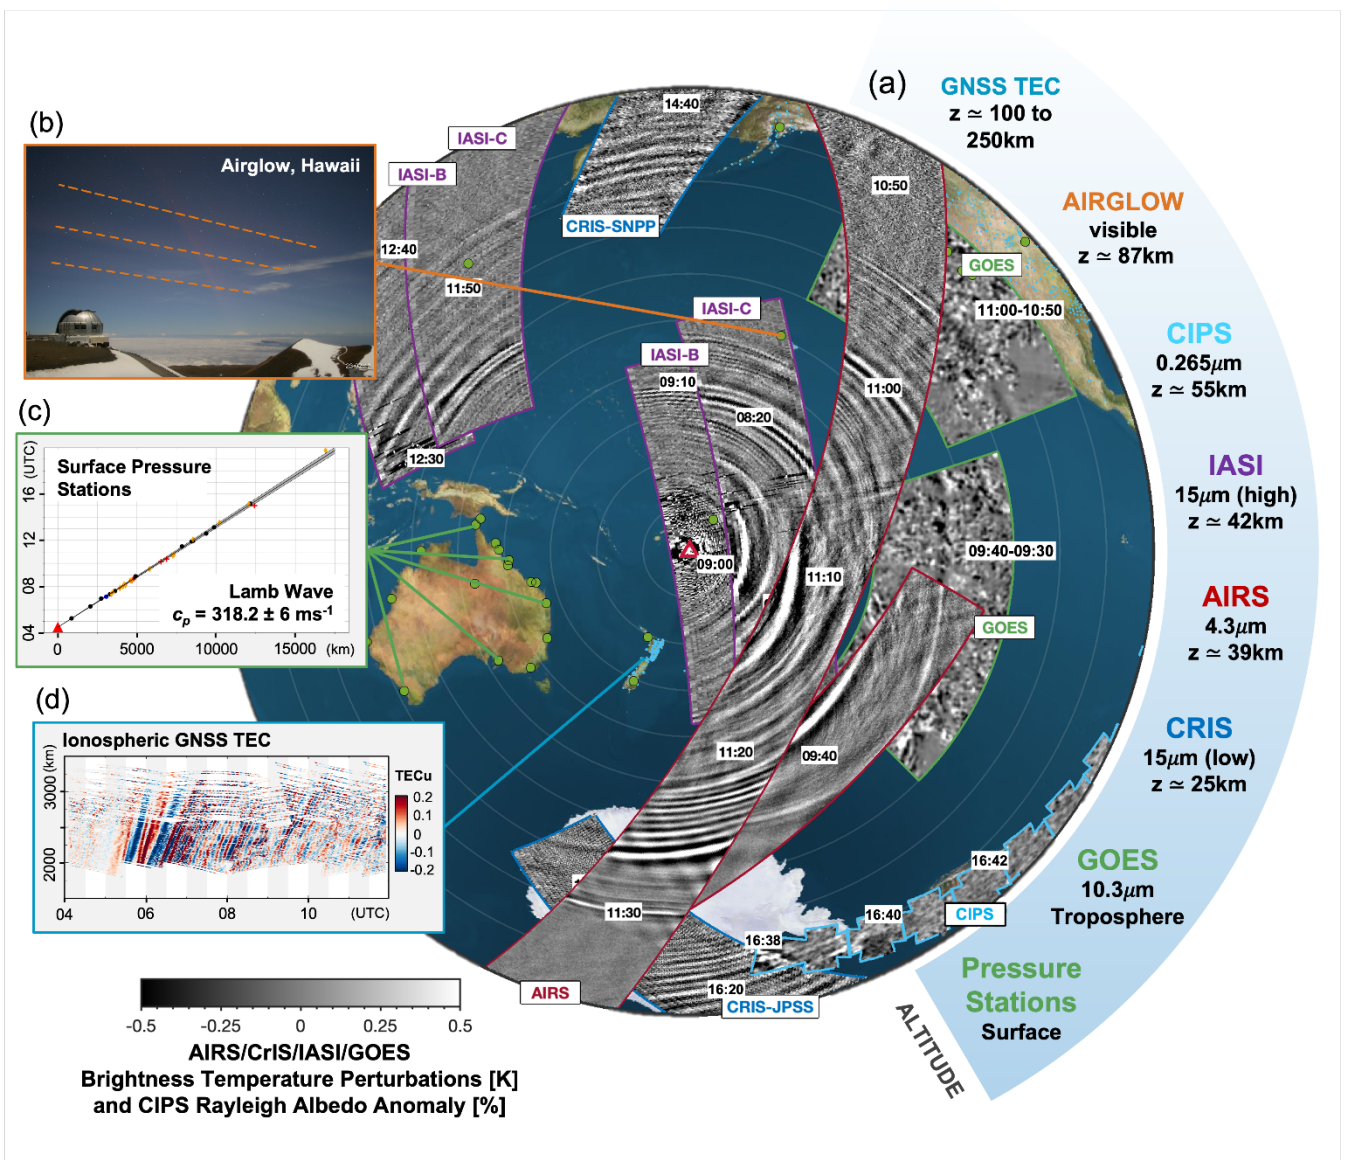 (a)
GNSS TEC
z ≃ 100 to
250km
AIRGLOW
visible
z ≃ 87km
CIPS
0.265μm
z ≃ 55km
IASI
15μm (high)
z ≃ 42km
AIRS
4.3μm
z ≃ 39km
CRIS
15μm (low)
z ≃ 25km
GOES
10.3μm
Troposphere
Pressure
Stations
Surface
ALTITUDE
14:40
IASI-C
IASI-B
CRIS-SNPP
12:40
11:50
12:30
10:50
GOES
11:00-10:50
IASI-C
IASI-B
09:10
08:20
11:00
09:00
11:10
09:40-09:30
GOES
11:20
09:40
11:30
16:42
16:40
CIPS
16:38
16:20
AIRS
CRIS-JPSS
(b)
Airglow, Hawaii
(c)
Surface Pressure
Stations
Lamb Wave
cp = 318.2 ± 6 ms-1
(UTC)
16
12
08
04
0
5000
10000
15000
(km)
(d)
Ionospheric GNSS TEC
(km)
3000
2000
04
06
08
10
(UTC)
TECu
0.2
0.1
0
-0.1
-0.2
-0.5
-0.25
0
0.25
0.5
AIRS/CrIS/IASI/GOES
Brightness Temperature Perturbations [K]
and CIPS Rayleigh Albedo Anomaly [%]